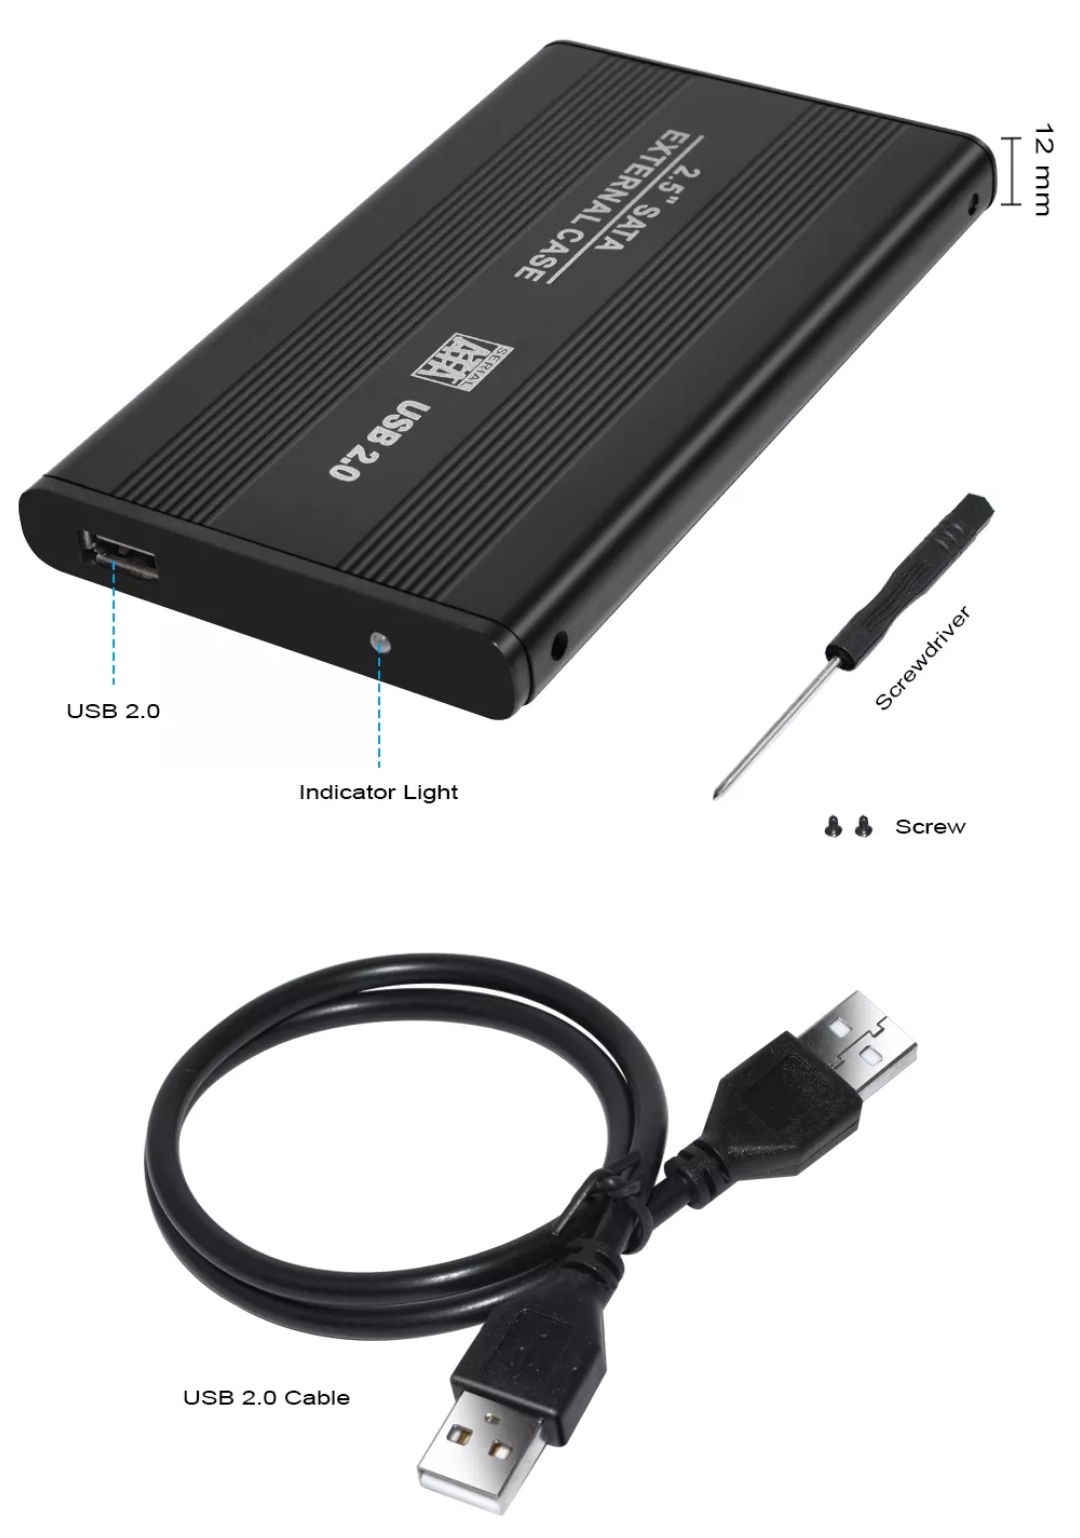 12 mm
2.5" SATA
EXTERNAL CASE
SERIAL
ATA
USB 2.0
USB 2.0
Indicator Light
Screwdriver
Screw
USB 2.0 Cable